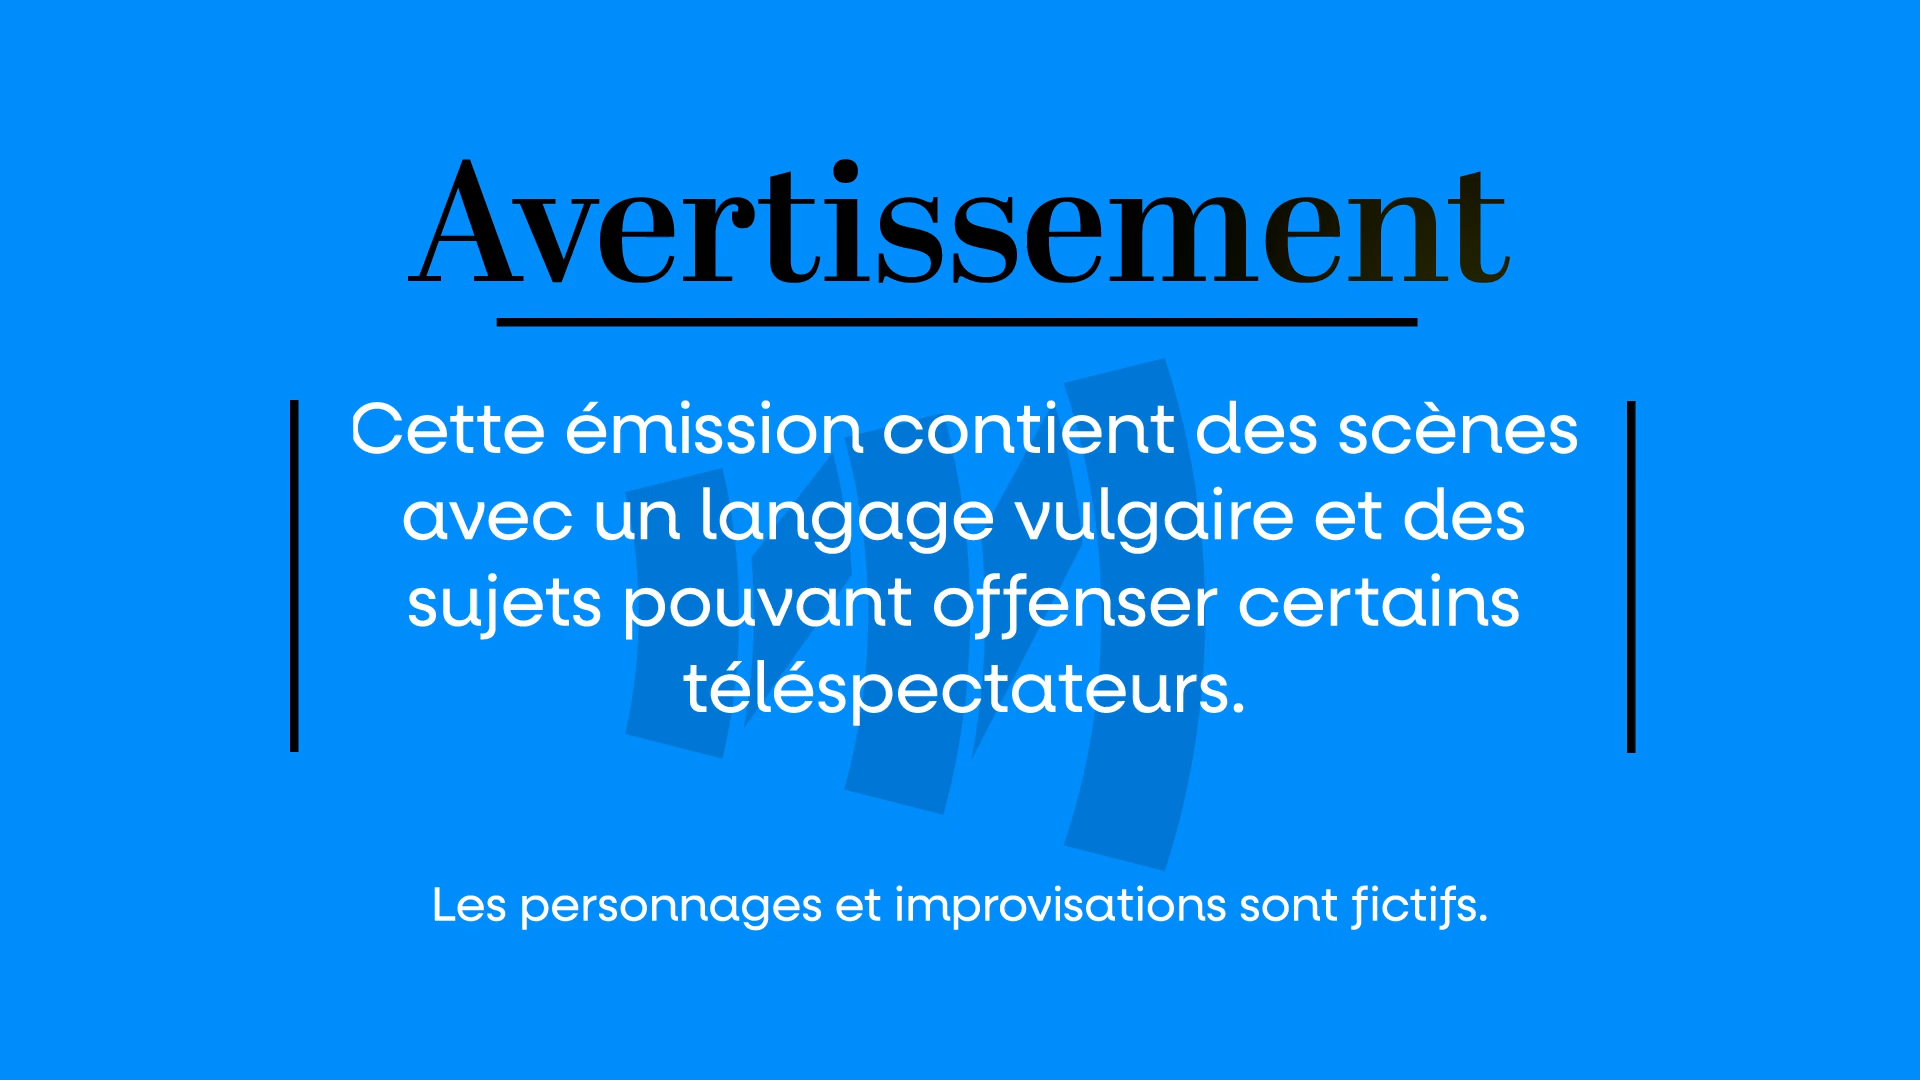 Avertissement
Cette émission contient des scènes
avec un langage vulgaire et des
sujets pouvant offenser certains
téléspectateurs.
Les personnages et improvisations sont fictifs.